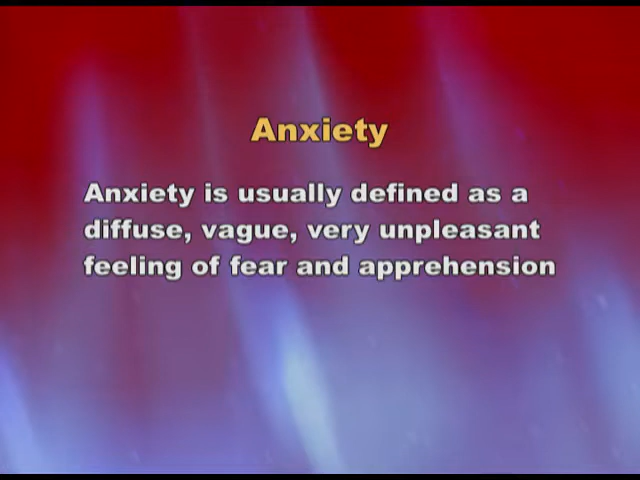 Anxiety
Anxiety is usually defined as a
diffuse, vague, very unpleasant
feeling of fear and apprehension